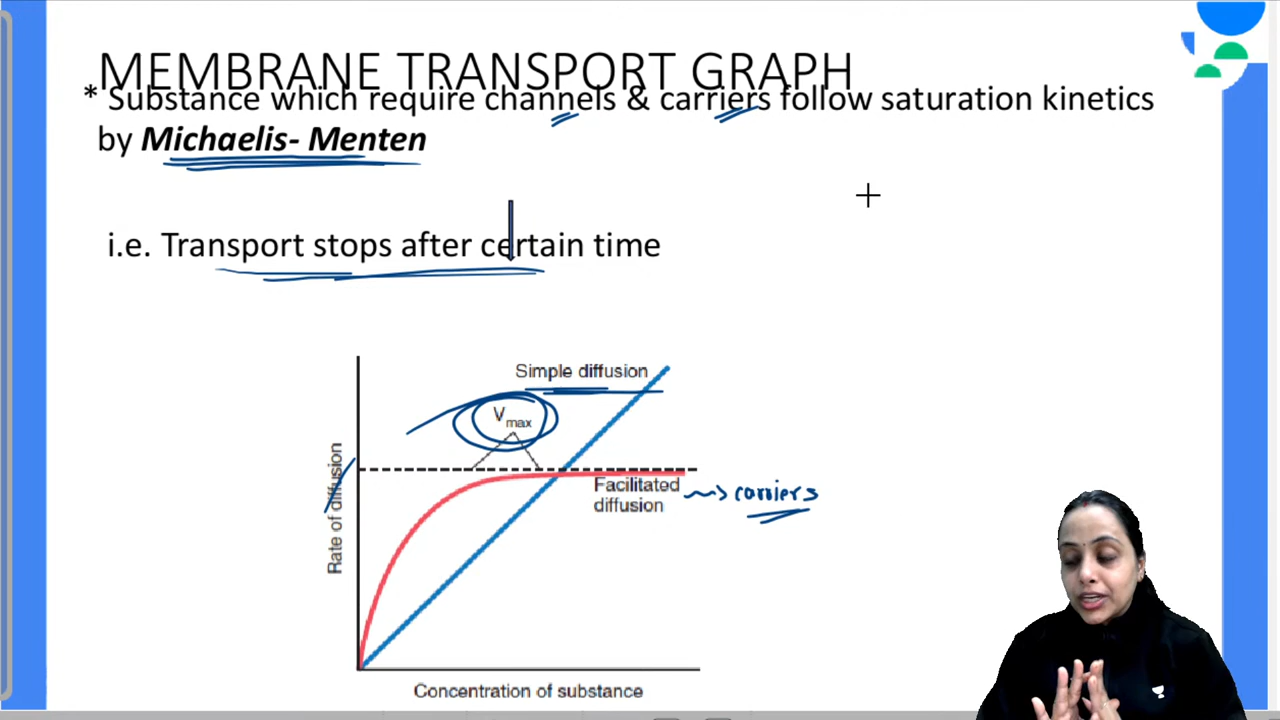 MEMBRANE TRANSPORT GRAPH
* Substance which require channels & carriers follow saturation kinetics
by Michaelis- Menten
i.e. Transport stops after certain time
Simple diffusion
Vmax
Rate of diffusion
Facilitated
diffusion
carriers
Concentration of substance